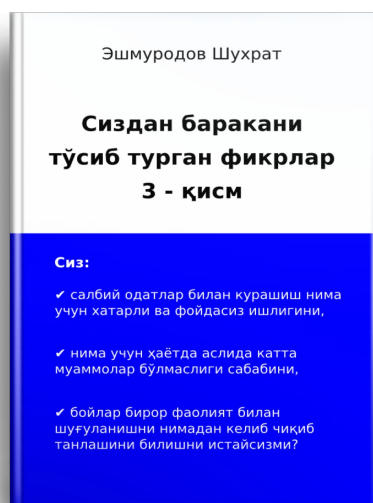 Эшмуродов Шухрат
Сиздан баракани
тўсиб турган фикрлар
3 - қисм
Сиз:
✔ салбий одатлар билан курашиш нима
учун хатарли ва фойдасиз ишлигини,
✔ нима учун ҳаётда аслида катта
муаммолар бўлмаслиги сабабини,
✔ бойлар бирор фаолият билан
шуғулланишни нимадан келиб чиқиб
танлашини билишни истайсизми?